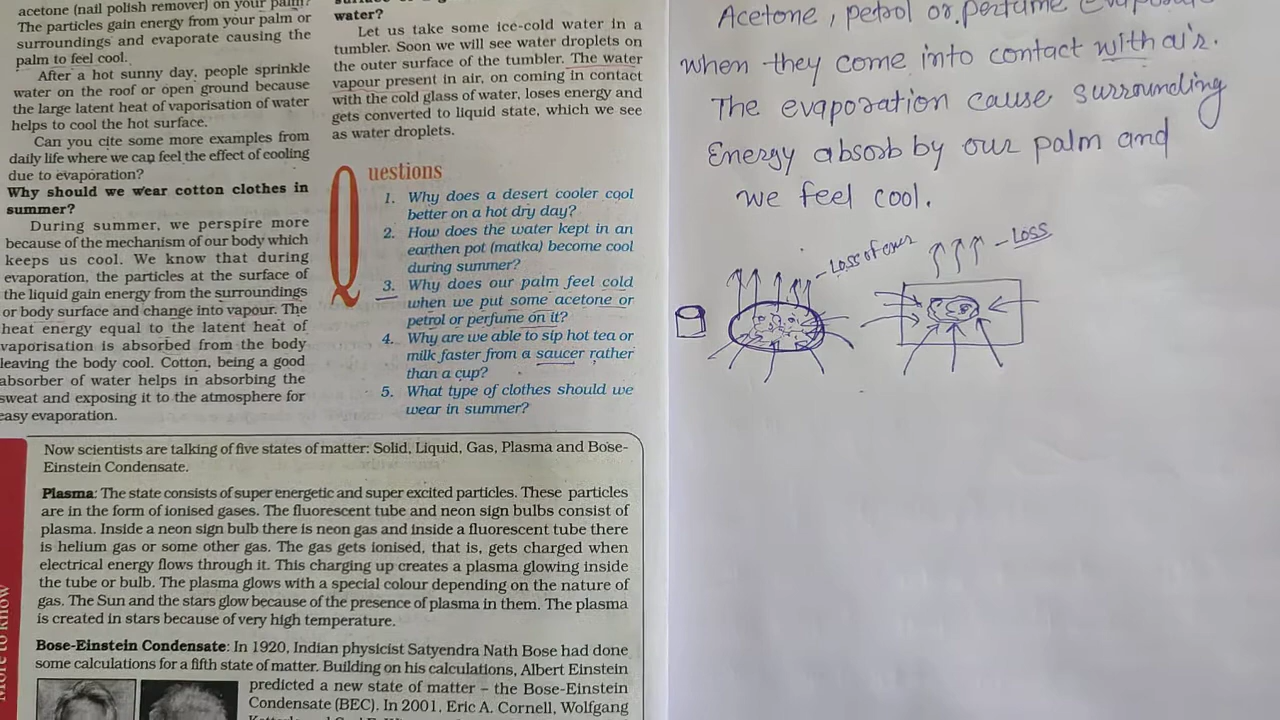 acetone (nail polish remover) on your palm?
The particles gain energy from your palm or
surroundings and evaporate causing the
palm to feel cool.
After a hot sunny day, people sprinkle
water on the roof or open ground because
the large latent heat of vaporisation of water
helps to cool the hot surface.
Can you cite some more examples from
daily life where we can feel the effect of cooling
due to evaporation?
Why should we wear cotton clothes in
summer?
During summer, we perspire more
because of the mechanism of our body which
keeps us cool. We know that during
evaporation, the particles at the surface of
the liquid gain energy from the surroundings
or body surface and change into vapour. The
heat energy equal to the latent heat of
vaporisation is absorbed from the body
leaving the body cool. Cotton, being a good
absorber of water helps in absorbing the
sweat and exposing it to the atmosphere for
easy evaporation.
water?
Let us take some ice-cold water in a
tumbler. Soon we will see water droplets on
the outer surface of the tumbler. The water
vapour present in air, on coming in contact
with the cold glass of water, loses energy and
gets converted to liquid state, which we see
as water droplets.
Questions
1. Why does a desert cooler cool
better on a hot dry day?
2. How does the water kept in an
earthen pot (matka) become cool
during summer?
3. Why does our palm feel cold
when we put some acetone or
petrol or perfume on it?
4. Why are we able to sip hot tea or
milk faster from a saucer rather
than a cup?
5. What type of clothes should we
wear in summer?
More to know
Now scientists are talking of five states of matter: Solid, Liquid, Gas, Plasma and Bose-
Einstein Condensate.
Plasma: The state consists of super energetic and super excited particles. These particles
are in the form of ionised gases. The fluorescent tube and neon sign bulbs consist of
plasma. Inside a neon sign bulb there is neon gas and inside a fluorescent tube there
is helium gas or some other gas. The gas gets ionised, that is, gets charged when
electrical energy flows through it. This charging up creates a plasma glowing inside
the tube or bulb. The plasma glows with a special colour depending on the nature of
gas. The Sun and the stars glow because of the presence of plasma in them. The plasma
is created in stars because of very high temperature.
Bose-Einstein Condensate: In 1920, Indian physicist Satyendra Nath Bose had done
some calculations for a fifth state of matter. Building on his calculations, Albert Einstein
predicted a new state of matter – the Bose-Einstein
Condensate (BEC). In 2001, Eric A. Cornell, Wolfgang
Acetone, petrol or perfume evaporate
when they come into contact with air.
The evaporation cause surrounding
Energy absorb by our palm and
we feel cool.
- Loss of
- Loss